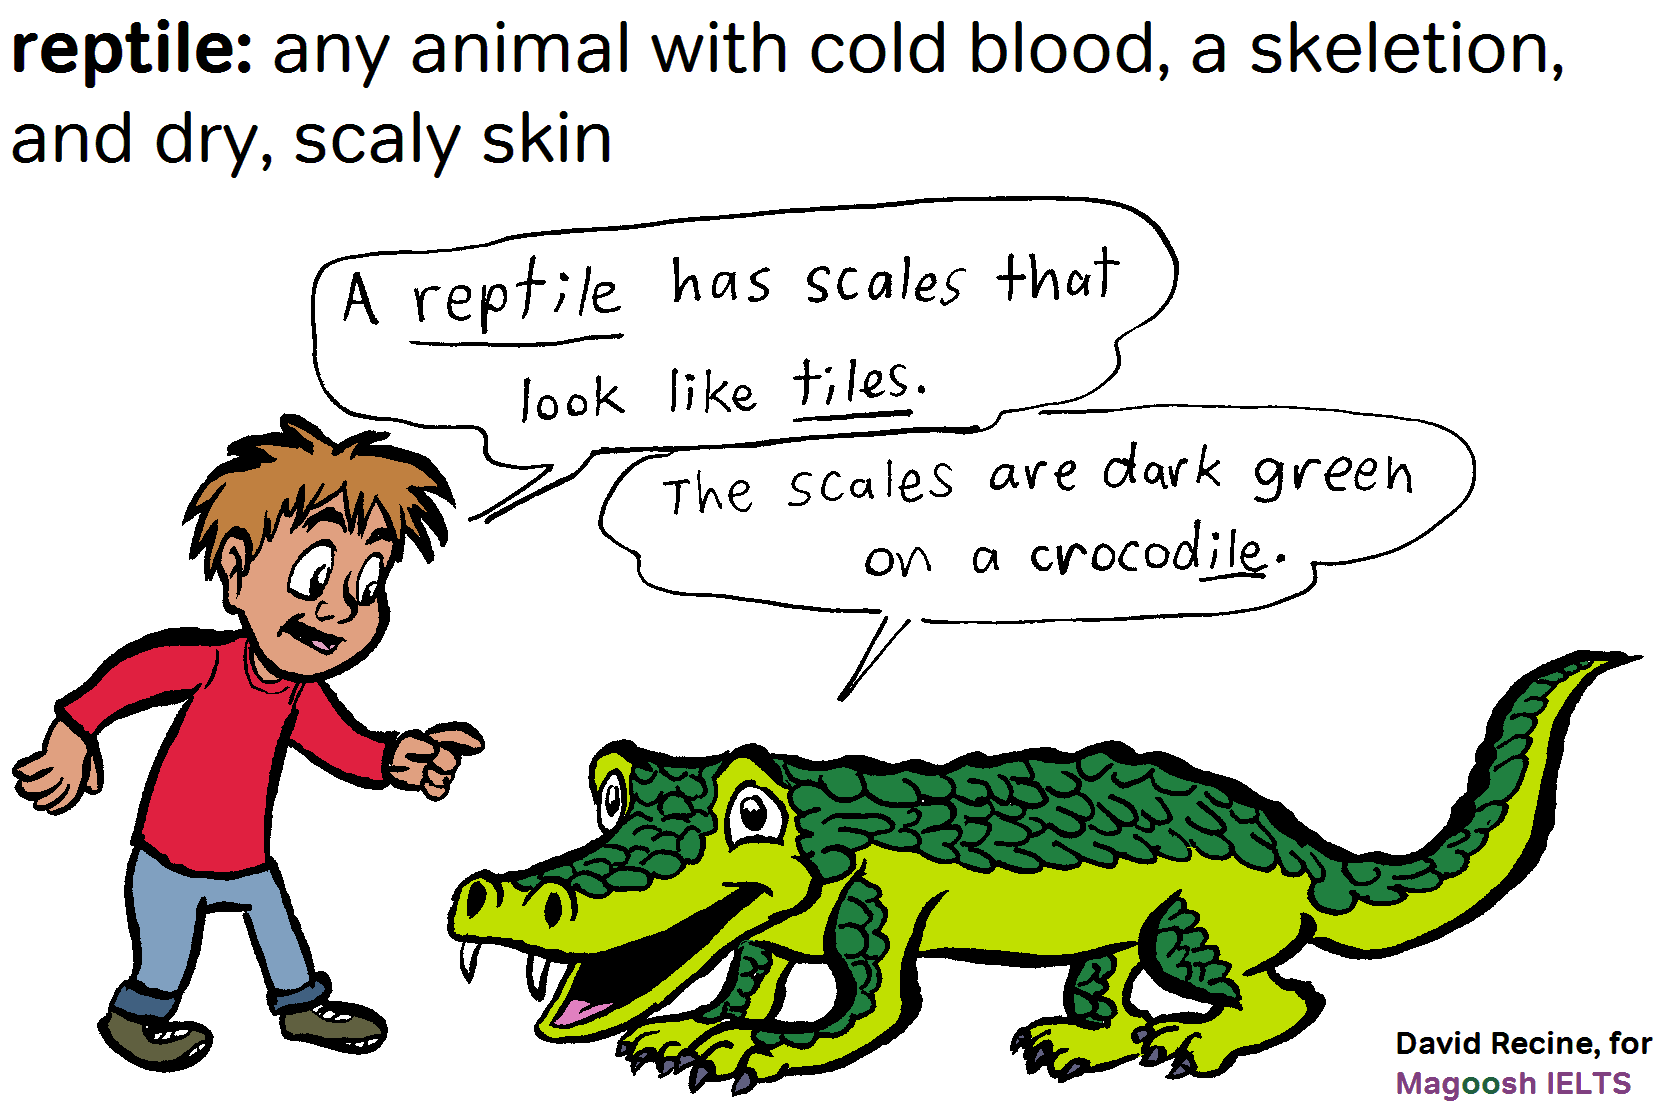 reptile: any animal with cold blood, a skeletion,
and dry, scaly skin
A reptile has scales that
look like tiles.
The scales are dark green
on a crocodile.
David Recine, for
Magoosh IELTS